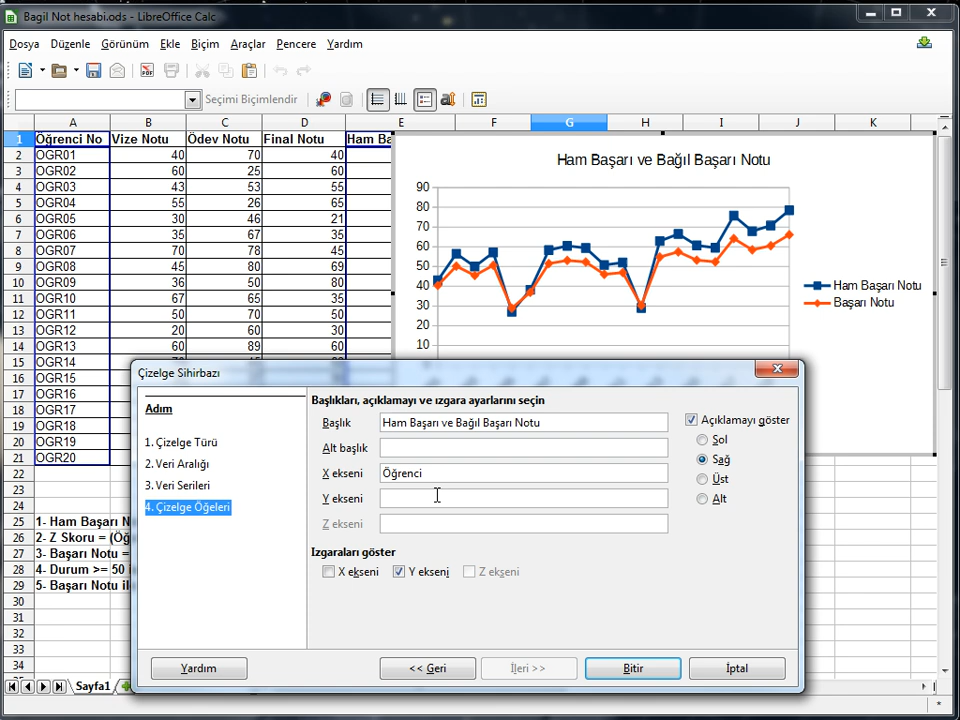 Bagil Not hesabi.ods - LibreOffice Calc
Dosya Düzenle Görünüm Ekle Biçim Araçlar Pencere Yardım
Seçimi Biçimlendir
A B C D E F G H I J K
1 Öğrenci No Vize Notu Ödev Notu Final Notu Ham Ba
2 OGR01 40 70 40
3 OGR02 60 25 60
4 OGR03 43 53 55
5 OGR04 55 26 65
6 OGR05 30 46 21
7 OGR06 35 67 35
8 OGR07 70 78 45
9 OGR08 45 80 69
10 OGR09 36 50 80
11 OGR10 67 65 35
12 OGR11 50 70 50
13 OGR12 20 60 30
14 OGR13 60 89 60
15 OGR14
16 OGR15
17 OGR16
18 OGR17
19 OGR18
20 OGR19
21 OGR20
22
23
24
25 1- Ham Başarı N
26 2- Z Skoru = (Öğ
27 3- Başarı Notu =
28 4- Durum >= 50
29 5- Başarı Notu il
30
31
32
33
34
Sayfa1
Ham Başarı ve Bağıl Başarı Notu
90
80
70
60
50
40
30
20
10
Ham Başarı Notu
Başarı Notu
Çizelge Sihirbazı
Adım
1. Çizelge Türü
2. Veri Aralığı
3. Veri Serileri
4. Çizelge Öğeleri
Başlıkları, açıklamayı ve ızgara ayarlarını seçin
Başlık Ham Başarı ve Bağıl Başarı Notu
Alt başlık
X ekseni Öğrenci
Y ekseni
Z ekseni
Açıklamayı göster
Sol
Sağ
Üst
Alt
Izgaraları göster
X ekseni Y ekseni Z ekseni
Yardım << Geri İleri >> Bitir İptal